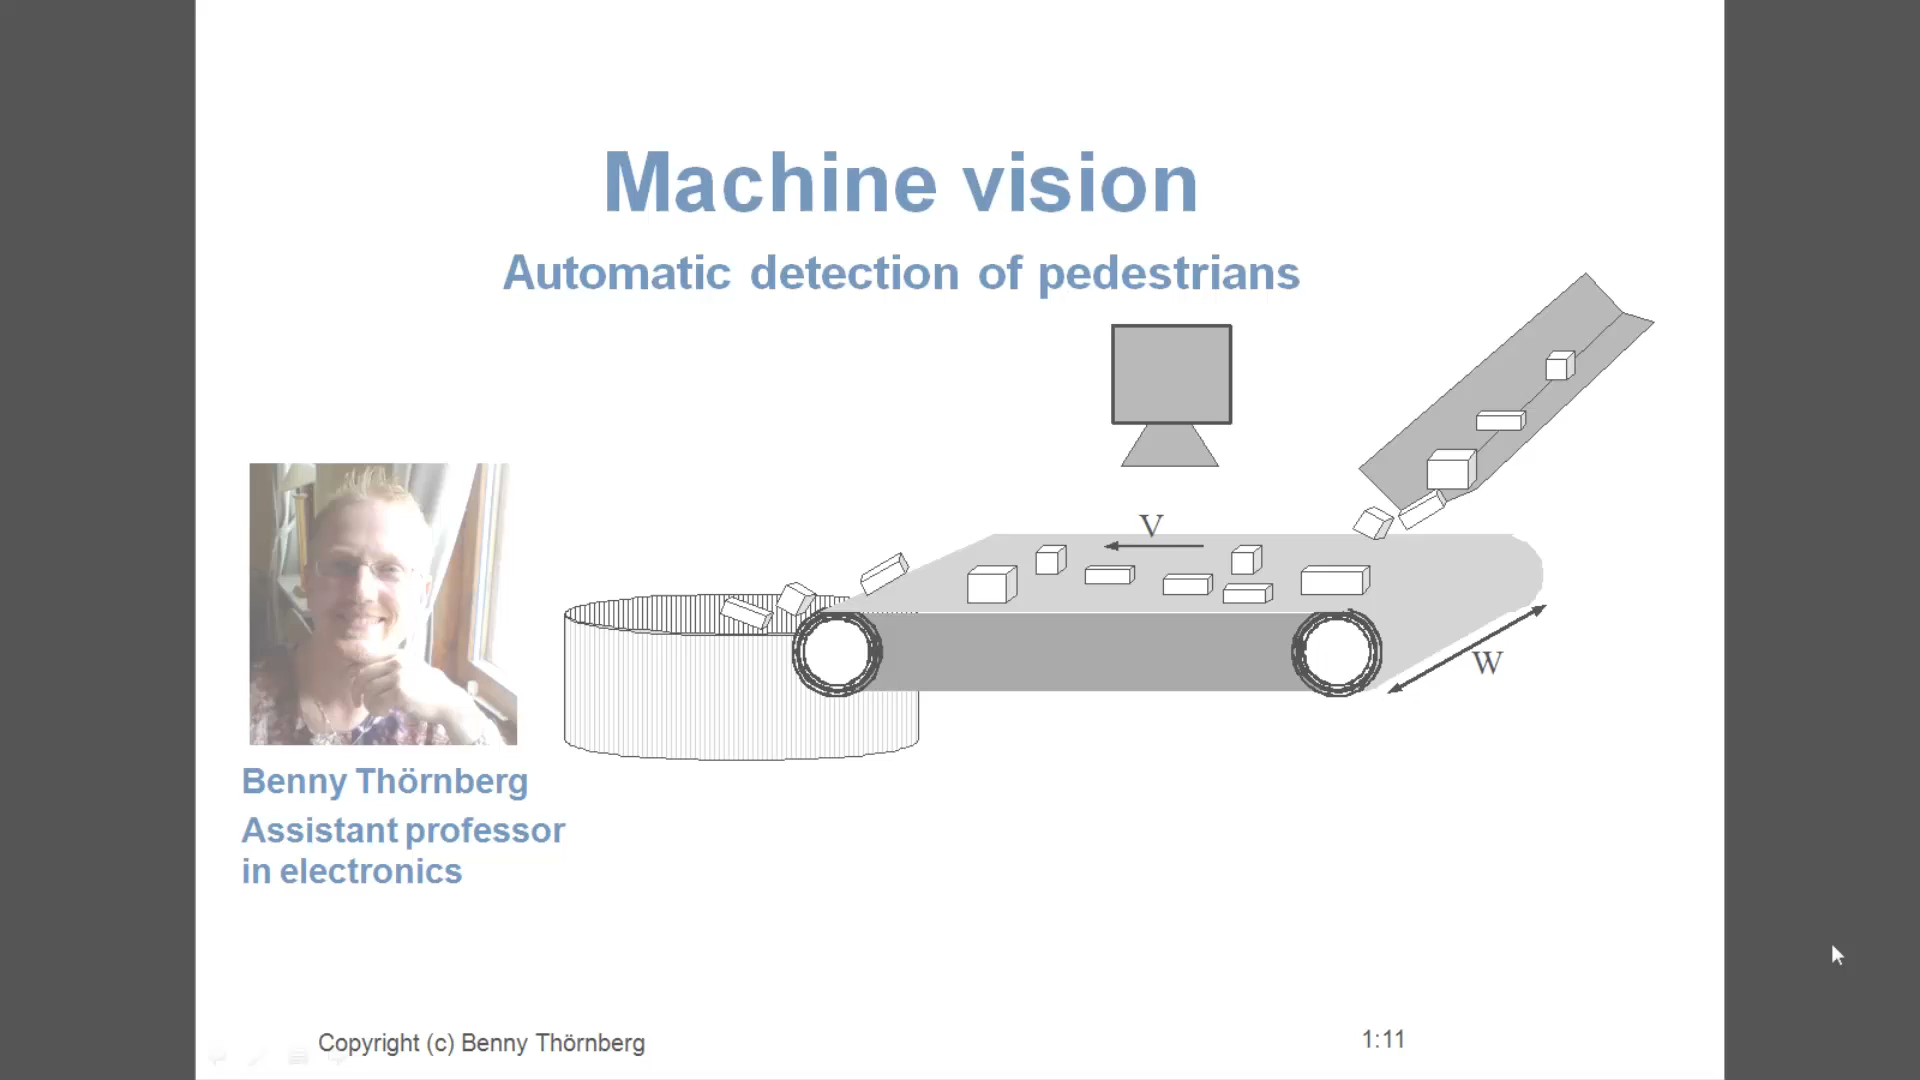 Machine vision
Automatic detection of pedestrians
V
W
Benny Thörnberg
Assistant professor
in electronics
Copyright (c) Benny Thörnberg
1:11